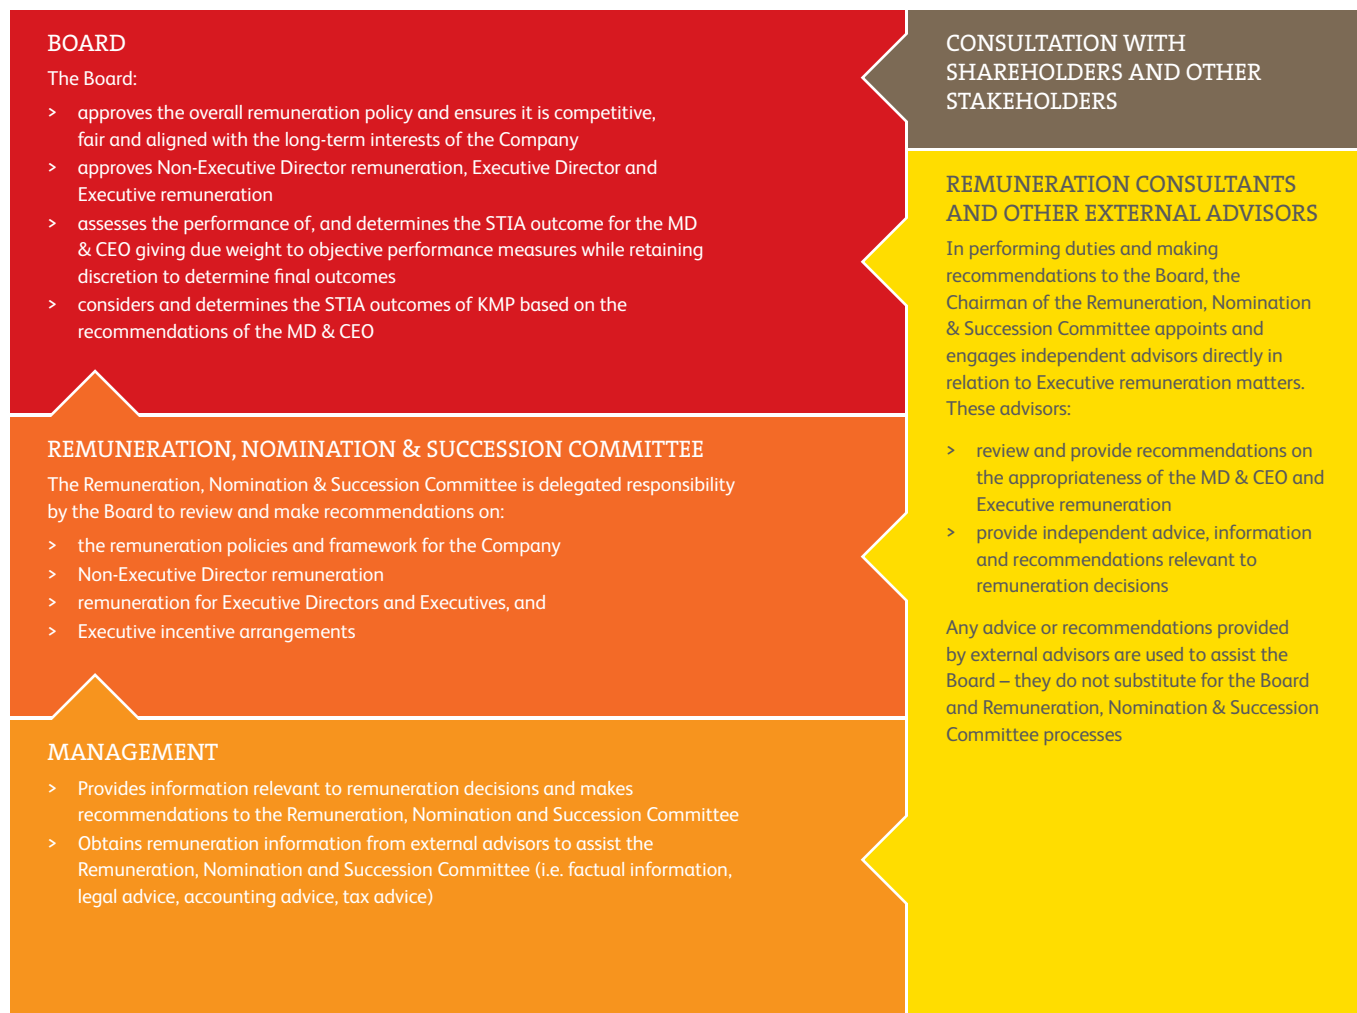 BOARD
The Board:
> approves the overall remuneration policy and ensures it is competitive,
fair and aligned with the long-term interests of the Company
> approves Non-Executive Director remuneration, Executive Director and
Executive remuneration
> assesses the performance of, and determines the STIA outcome for the MD
& CEO giving due weight to objective performance measures while retaining
discretion to determine final outcomes
> considers and determines the STIA outcomes of KMP based on the
recommendations of the MD & CEO
REMUNERATION, NOMINATION & SUCCESSION COMMITTEE
The Remuneration, Nomination & Succession Committee is delegated responsibility
by the Board to review and make recommendations on:
> the remuneration policies and framework for the Company
> Non-Executive Director remuneration
> remuneration for Executive Directors and Executives, and
> Executive incentive arrangements
MANAGEMENT
> Provides information relevant to remuneration decisions and makes
recommendations to the Remuneration, Nomination and Succession Committee
> Obtains remuneration information from external advisors to assist the
Remuneration, Nomination and Succession Committee (i.e. factual information,
legal advice, accounting advice, tax advice)
CONSULTATION WITH
SHAREHOLDERS AND OTHER
STAKEHOLDERS
REMUNERATION CONSULTANTS
AND OTHER EXTERNAL ADVISORS
In performing duties and making
recommendations to the Board, the
Chairman of the Remuneration, Nomination
& Succession Committee appoints and
engages independent advisors directly in
relation to Executive remuneration matters.
These advisors:
> review and provide recommendations on
the appropriateness of the MD & CEO and
Executive remuneration
> provide independent advice, information
and recommendations relevant to
remuneration decisions
Any advice or recommendations provided
by external advisors are used to assist the
Board – they do not substitute for the Board
and Remuneration, Nomination & Succession
Committee processes